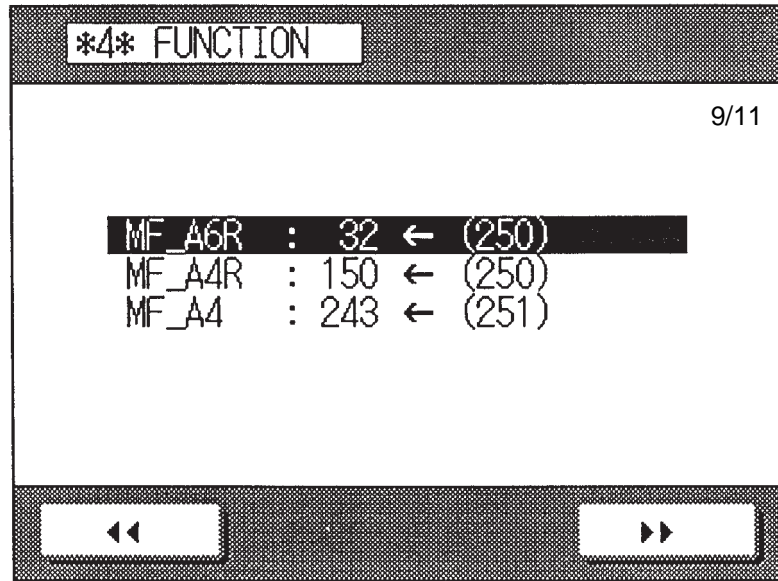 *4* FUNCTION
9/11
MF_A6R : 32 ← (250)
MF_A4R : 150 ← (250)
MF_A4 : 243 ← (251)